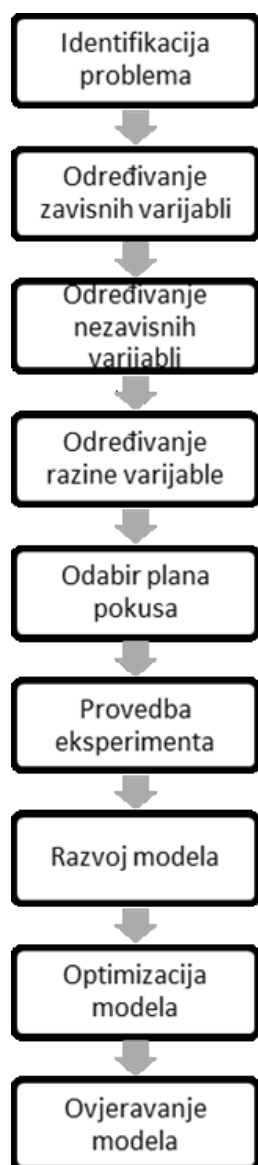 Identifikacija
problema
Određivanje
zavisnih varijabli
Određivanje
nezavisnih
varijabli
Određivanje
razine varijable
Odabir plana
pokusa
Provedba
eksperimenta
Razvoj modela
Optimizacija
modela
Ovjeravanje
modela